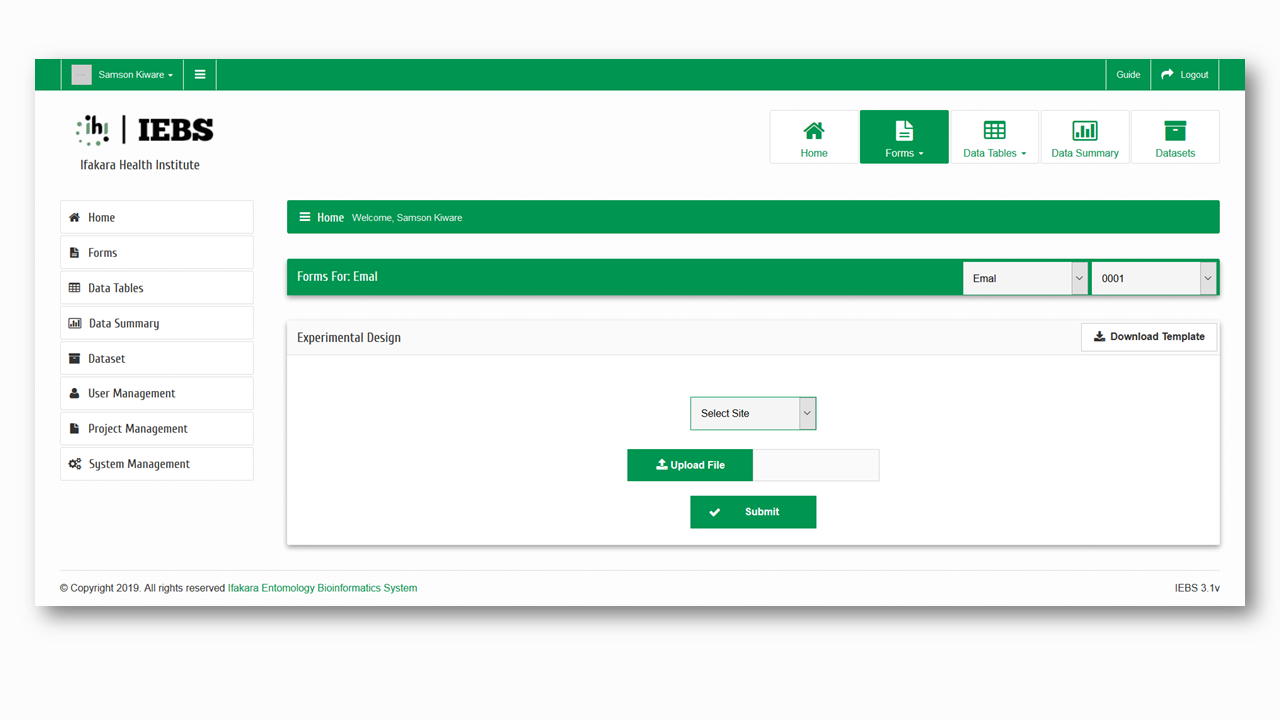 Samson Kiware
Guide
Logout
ihi | IEBS
Ifakara Health Institute
Home
Forms
Data Tables
Data Summary
Datasets
Home
Forms
Data Tables
Data Summary
Dataset
User Management
Project Management
System Management
Home Welcome, Samson Kiware
Forms For: Emal
Emal
0001
Experimental Design
Download Template
Select Site
Upload File
Submit
© Copyright 2019. All rights reserved Ifakara Entomology Bioinformatics System
IEBS 3.1v